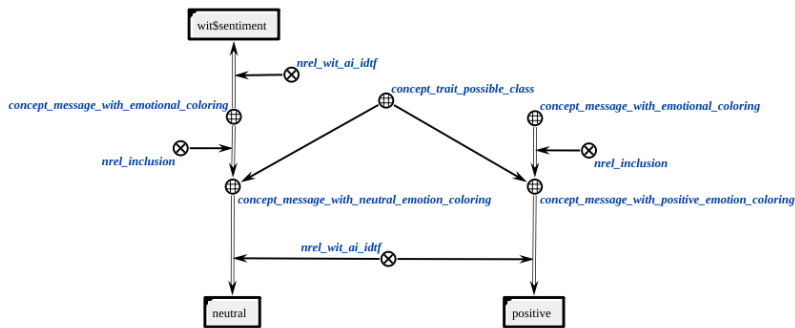 wit$sentiment
nrel_wit_ai_idtf
concept_trait_possible_class
concept_message_with_emotional_coloring
concept_message_with_emotional_coloring
nrel_inclusion
nrel_inclusion
concept_message_with_neutral_emotion_coloring
concept_message_with_positive_emotion_coloring
nrel_wit_ai_idtf
neutral
positive